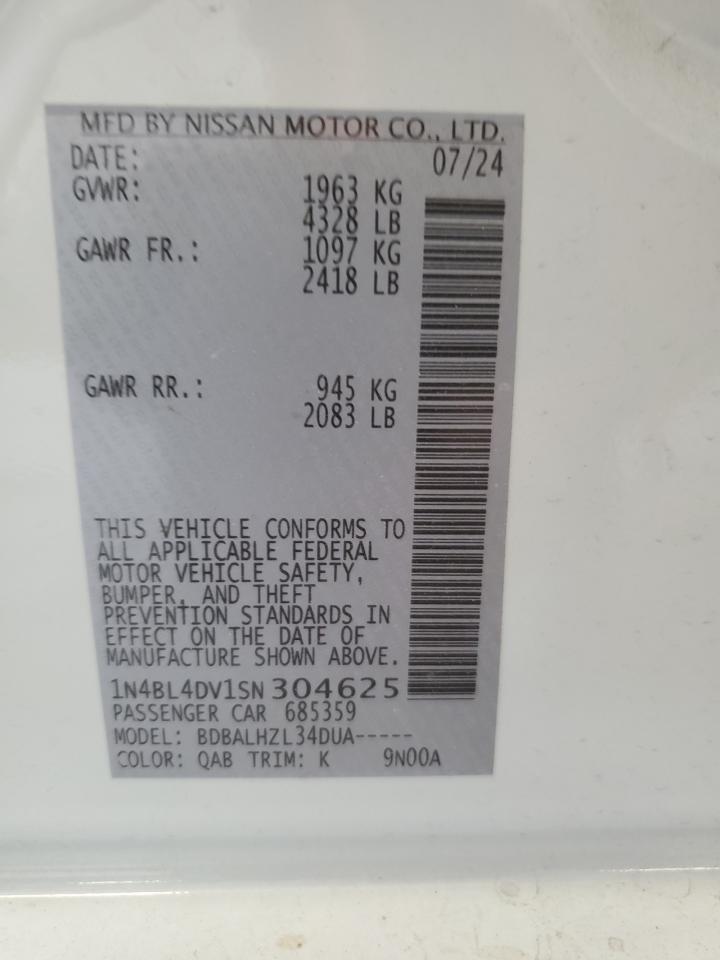 MFD BY NISSAN MOTOR CO., LTD.
DATE: 07/24
GVWR: 1963 KG
4328 LB
GAWR FR.: 1097 KG
2418 LB
GAWR RR.: 945 KG
2083 LB
THIS VEHICLE CONFORMS TO
ALL APPLICABLE FEDERAL
MOTOR VEHICLE SAFETY,
BUMPER, AND THEFT
PREVENTION STANDARDS IN
EFFECT ON THE DATE OF
MANUFACTURE SHOWN ABOVE.
1N4BL4DV1SN304625
PASSENGER CAR 685359
MODEL: BDBALHZL34DUA-----
COLOR: QAB TRIM: K 9N00A